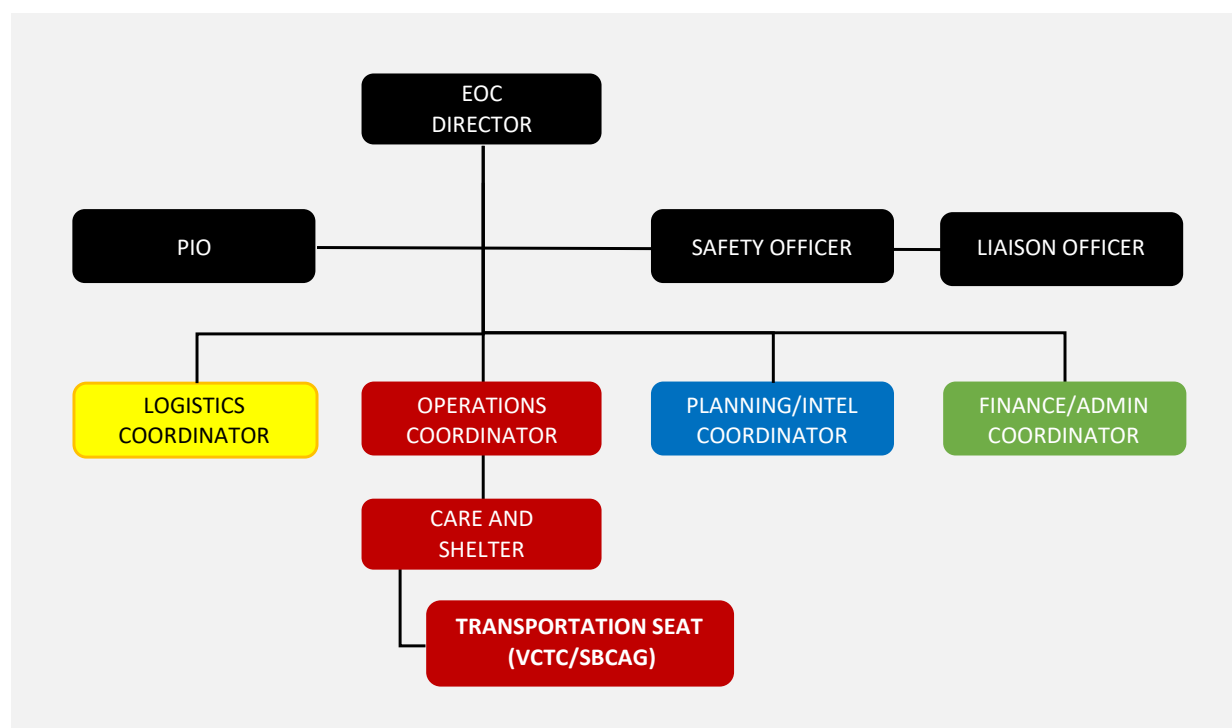 EOC
DIRECTOR
PIO
SAFETY OFFICER
LIAISON OFFICER
LOGISTICS
COORDINATOR
OPERATIONS
COORDINATOR
PLANNING/INTEL
COORDINATOR
FINANCE/ADMIN
COORDINATOR
CARE AND
SHELTER
TRANSPORTATION SEAT
(VCTC/SBCAG)